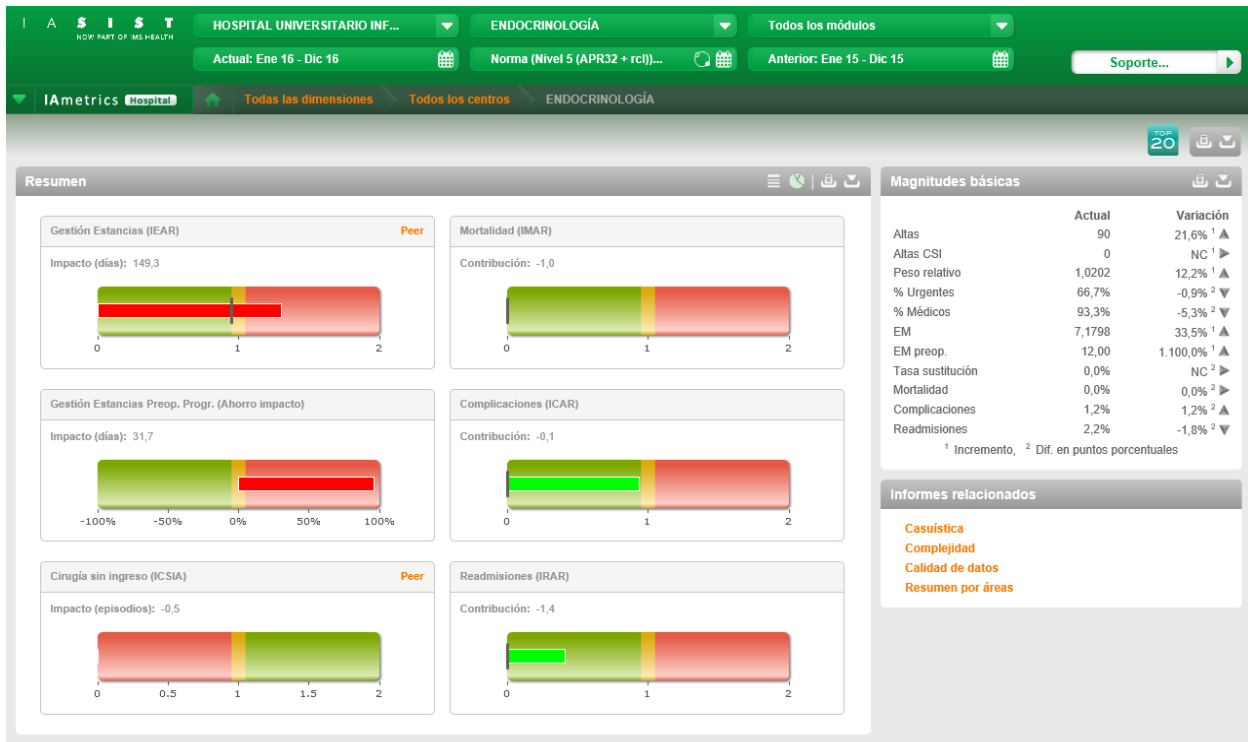 I A S I S T
NOW PART OF IMS HEALTH
HOSPITAL UNIVERSITARIO INF...
ENDOCRINOLOGÍA
Todos los módulos
Actual: Ene 16 - Dic 16
Norma (Nivel 5 (APR32 + rcl))...
Anterior: Ene 15 - Dic 15
Soporte...
IAmetrics Hospital
Todas las dimensiones
Todos los centros
ENDOCRINOLOGÍA
TOP 20
Resumen
Gestión Estancias (IEAR) Peer
Impacto (días): 149,3
0 1 2
Mortalidad (IMAR)
Contribución: -1,0
0 1 2
Gestión Estancias Preop. Progr. (Ahorro impacto)
Impacto (días): 31,7
-100% -50% 0% 50% 100%
Complicaciones (ICAR)
Contribución: -0,1
0 1 2
Cirugía sin ingreso (ICSIA) Peer
Impacto (episodios): -0,5
0 0.5 1 1.5 2
Readmisiones (IRAR)
Contribución: -1,4
0 1 2
Magnitudes básicas
Actual Variación
Altas 90 21,6% 1
Altas CSI 0 NC 1
Peso relativo 1,0202 12,2% 1
% Urgentes 66,7% -0,9% 2
% Médicos 93,3% -5,3% 2
EM 7,1798 33,5% 1
EM preop. 12,00 1.100,0% 1
Tasa sustitución 0,0% NC 2
Mortalidad 0,0% 0,0% 2
Complicaciones 1,2% 1,2% 2
Readmisiones 2,2% -1,8% 2
1 Incremento, 2 Dif. en puntos porcentuales
Informes relacionados
Casuística
Complejidad
Calidad de datos
Resumen por áreas